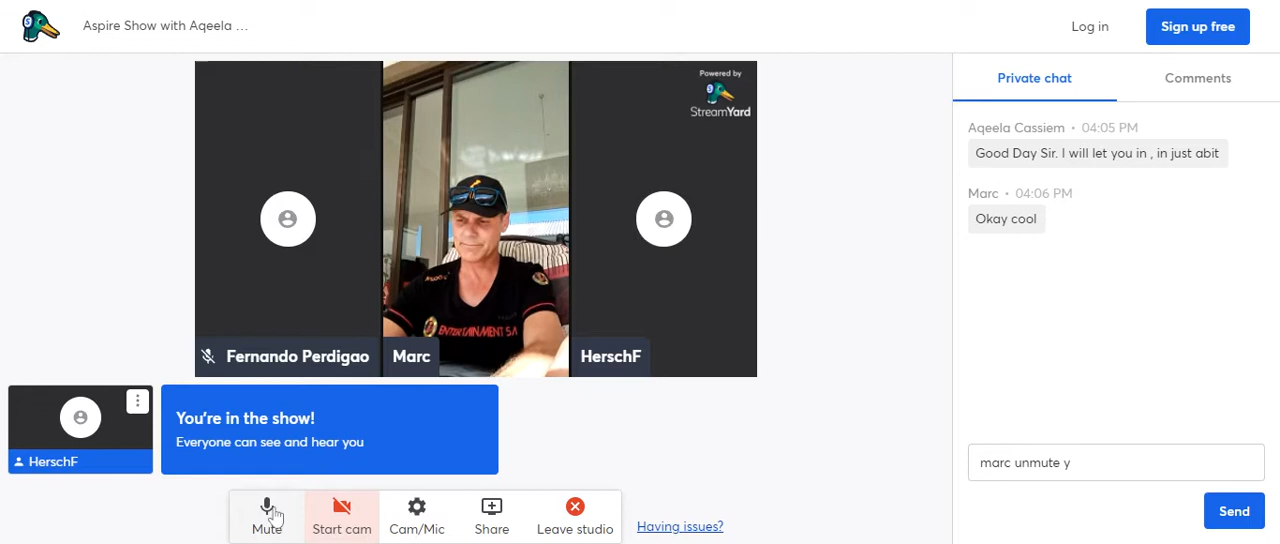 Aspire Show with Aqeela ...
Log in
Sign up free
Powered by
StreamYard
Fernando Perdigao
Marc
HerschF
ENTERTAINMENT SA
Private chat
Comments
Aqeela Cassiem • 04:05 PM
Good Day Sir. I will let you in , in just abit
Marc • 04:06 PM
Okay cool
HerschF
You're in the show!
Everyone can see and hear you
marc unmute y
Send
Mute
Start cam
Cam/Mic
Share
Leave studio
Having issues?